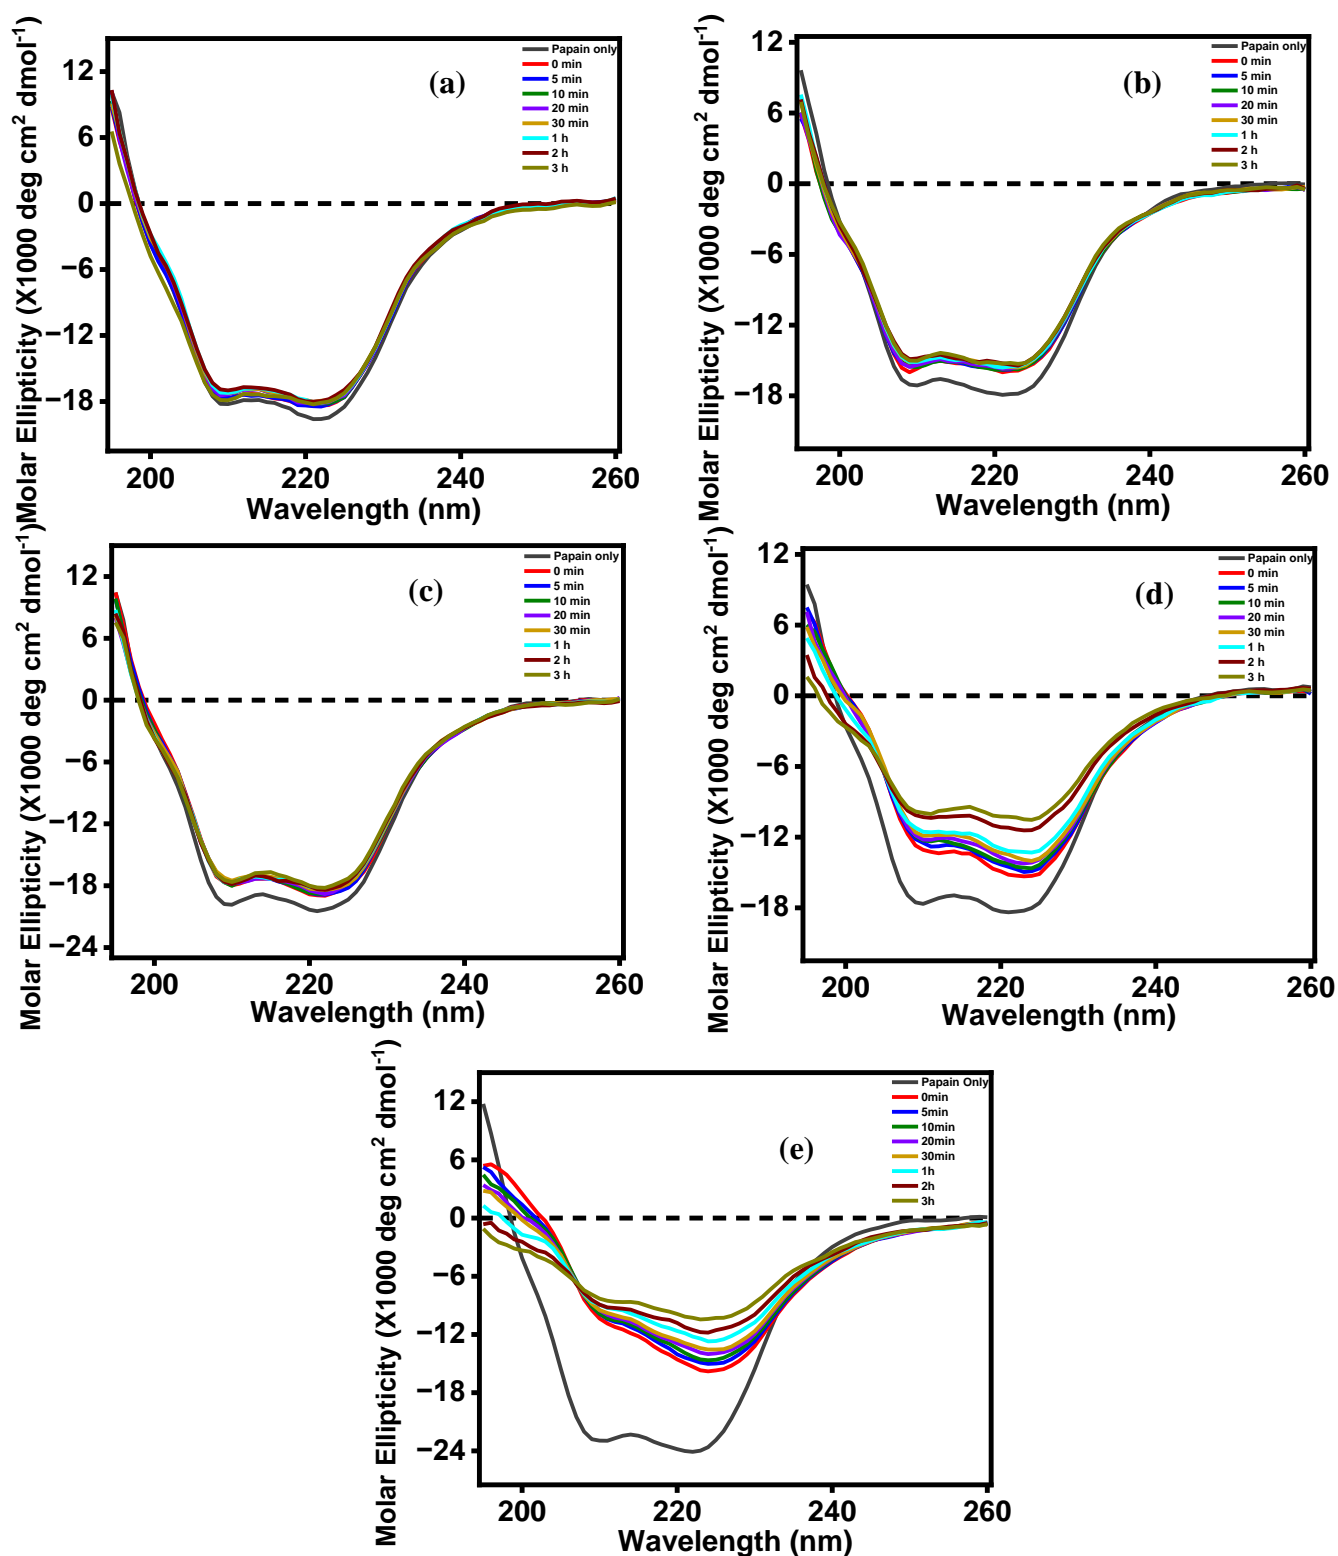 Molar Ellipticity (X1000 deg cm² dmol⁻¹)
12
6
0
−6
−12
−18
200
220
240
260
Wavelength (nm)
(a)
Papain only
0 min
5 min
10 min
20 min
30 min
1 h
2 h
3 h
Molar Ellipticity (X1000 deg cm² dmol⁻¹)
12
6
0
−6
−12
−18
200
220
240
260
Wavelength (nm)
(b)
Papain only
0 min
5 min
10 min
20 min
30 min
1 h
2 h
3 h
Molar Ellipticity (X1000 deg cm² dmol⁻¹)
12
6
0
−6
−12
−18
−24
200
220
240
260
Wavelength (nm)
(c)
Papain only
0 min
5 min
10 min
20 min
30 min
1 h
2 h
3 h
Molar Ellipticity (X1000 deg cm² dmol⁻¹)
12
6
0
−6
−12
−18
200
220
240
260
Wavelength (nm)
(d)
Papain only
0 min
5 min
10 min
20 min
30 min
1 h
2 h
3 h
Molar Ellipticity (X1000 deg cm² dmol⁻¹)
12
6
0
−6
−12
−18
−24
200
220
240
260
Wavelength (nm)
(e)
Papain Only
0min
5min
10min
20min
30min
1h
2h
3h